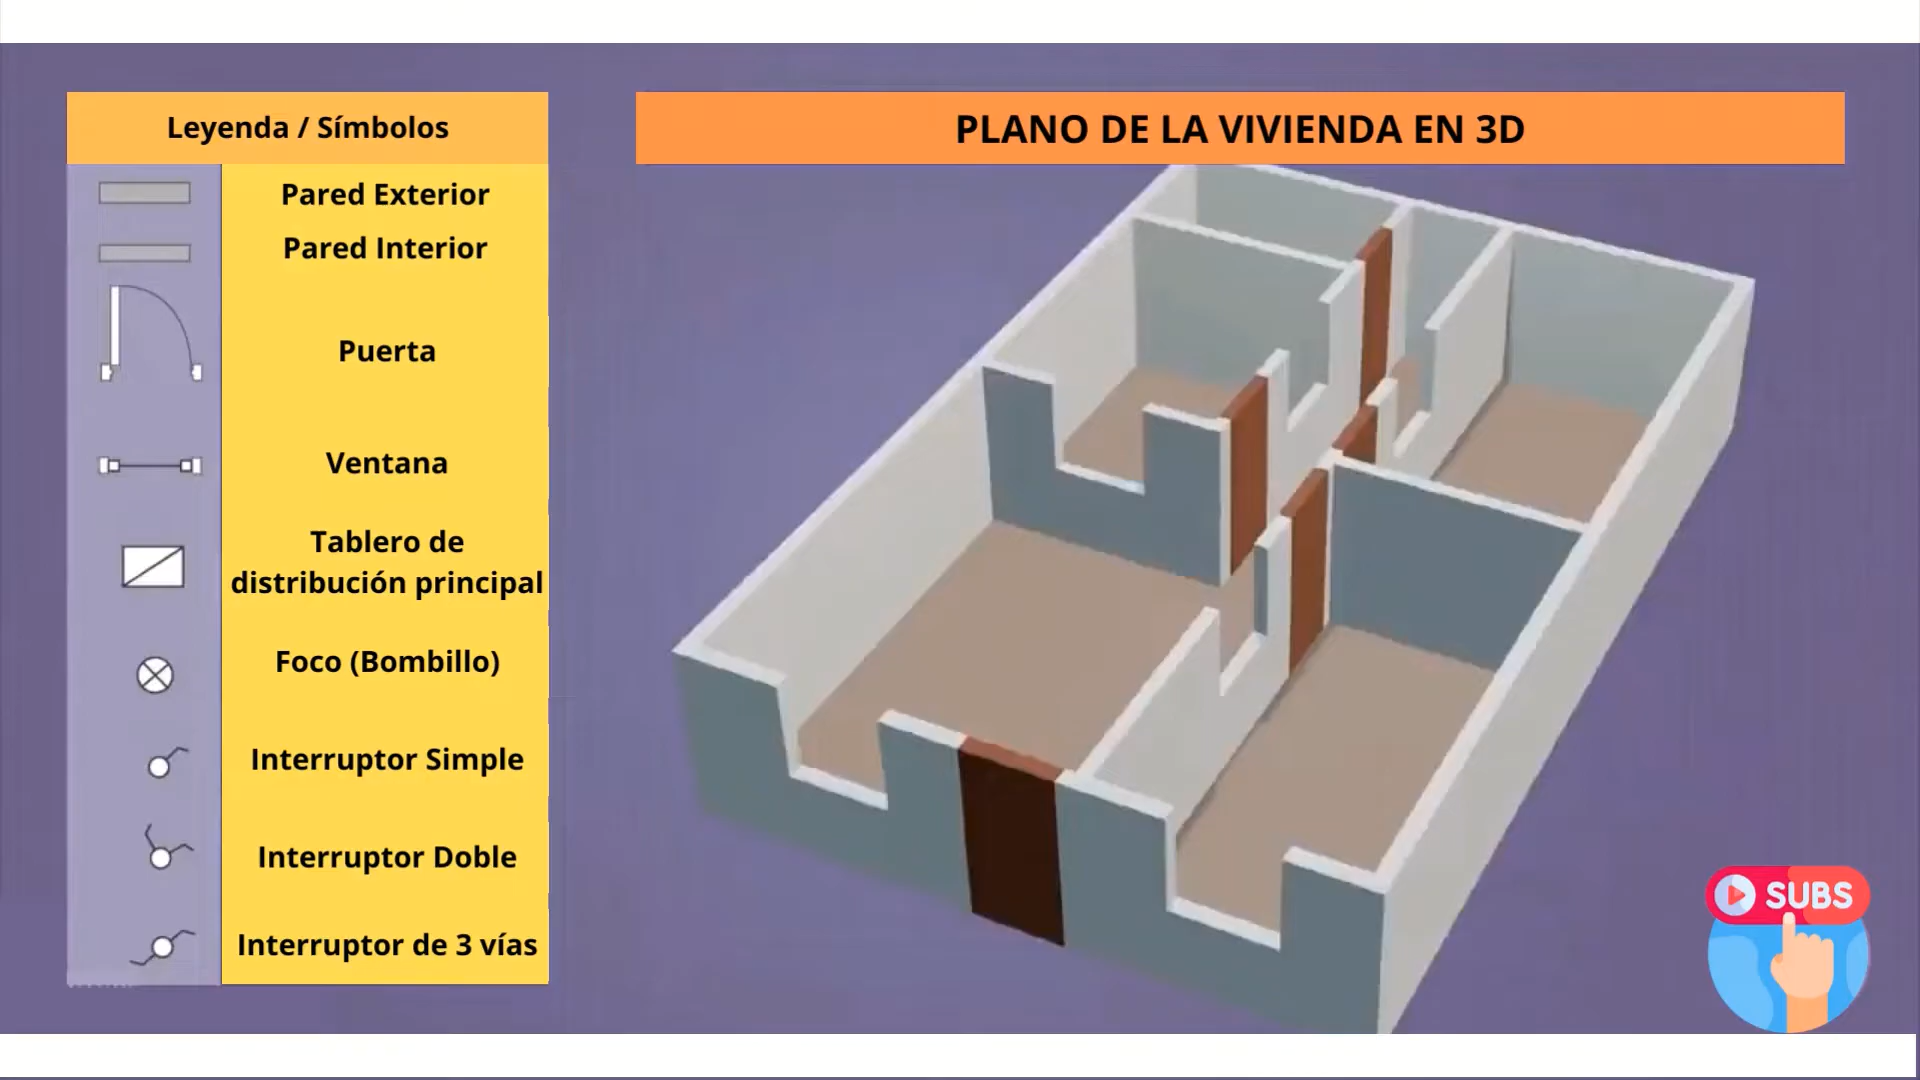 Leyenda / Símbolos
Pared Exterior
Pared Interior
Puerta
Ventana
Tablero de
distribución principal
Foco (Bombillo)
Interruptor Simple
Interruptor Doble
Interruptor de 3 vías
PLANO DE LA VIVIENDA EN 3D
SUBS